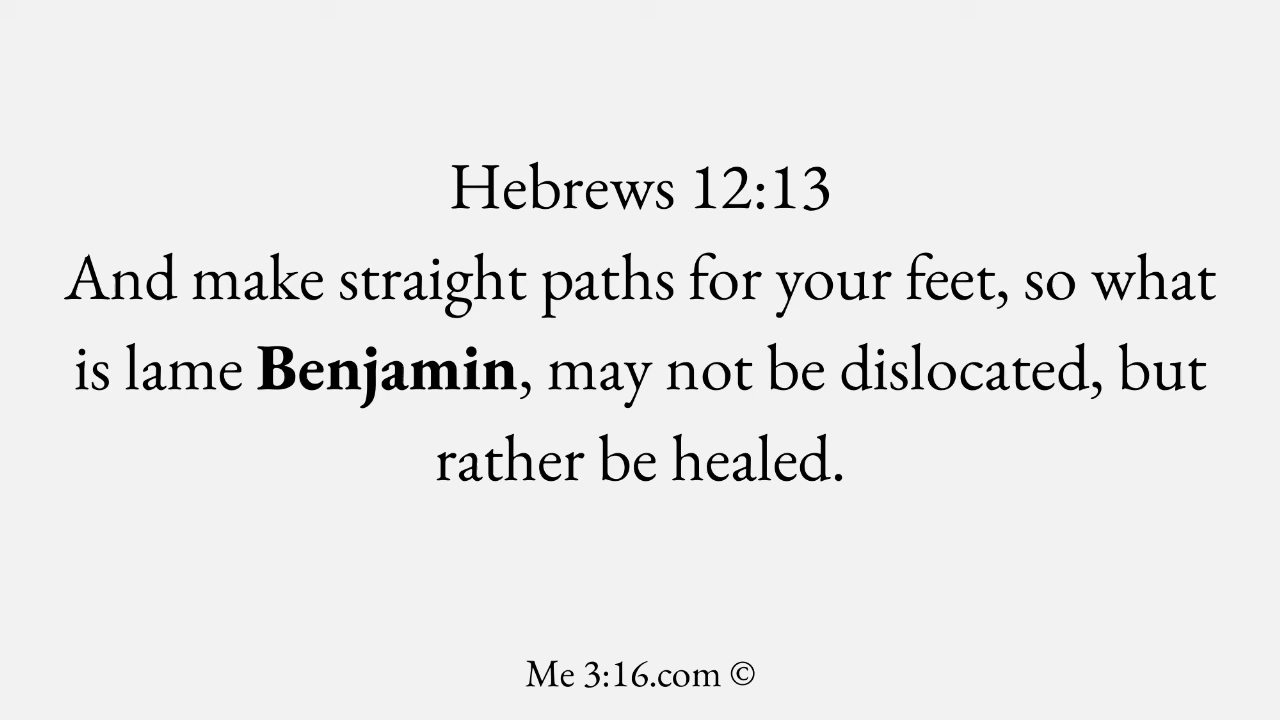 Hebrews 12:13
And make straight paths for your feet, so what
is lame Benjamin, may not be dislocated, but
rather be healed.
Me 3:16.com ©